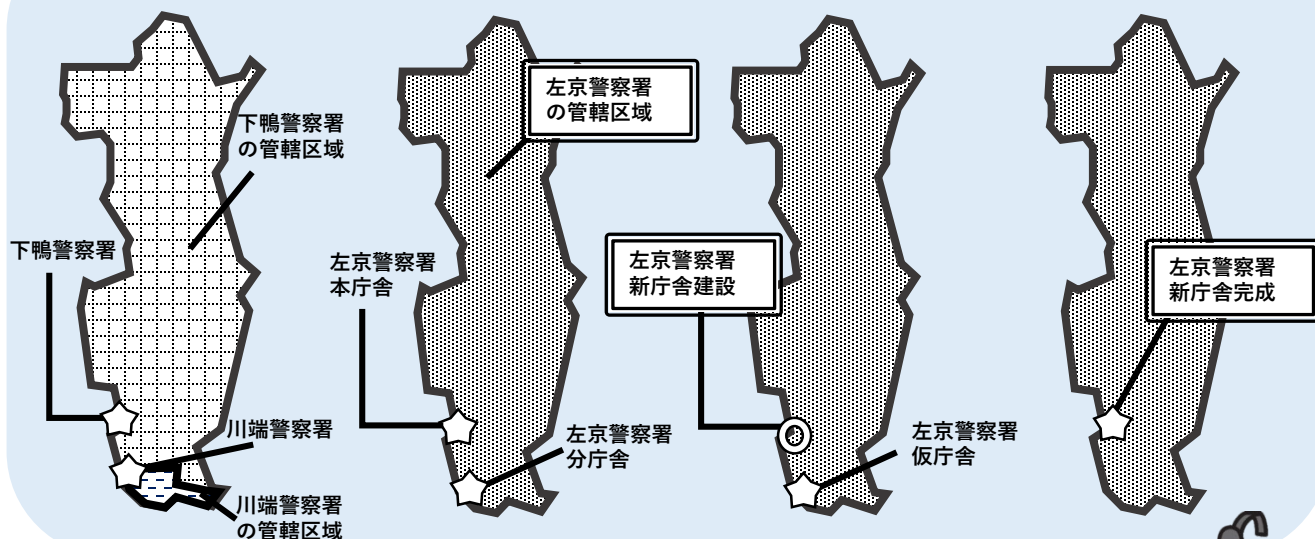 下鴨警察署
の管轄区域
下鴨警察署
川端警察署
川端警察署
の管轄区域
左京警察署
の管轄区域
左京警察署
本庁舎
左京警察署
分庁舎
左京警察署
新庁舎建設
左京警察署
仮庁舎
左京警察署
新庁舎完成